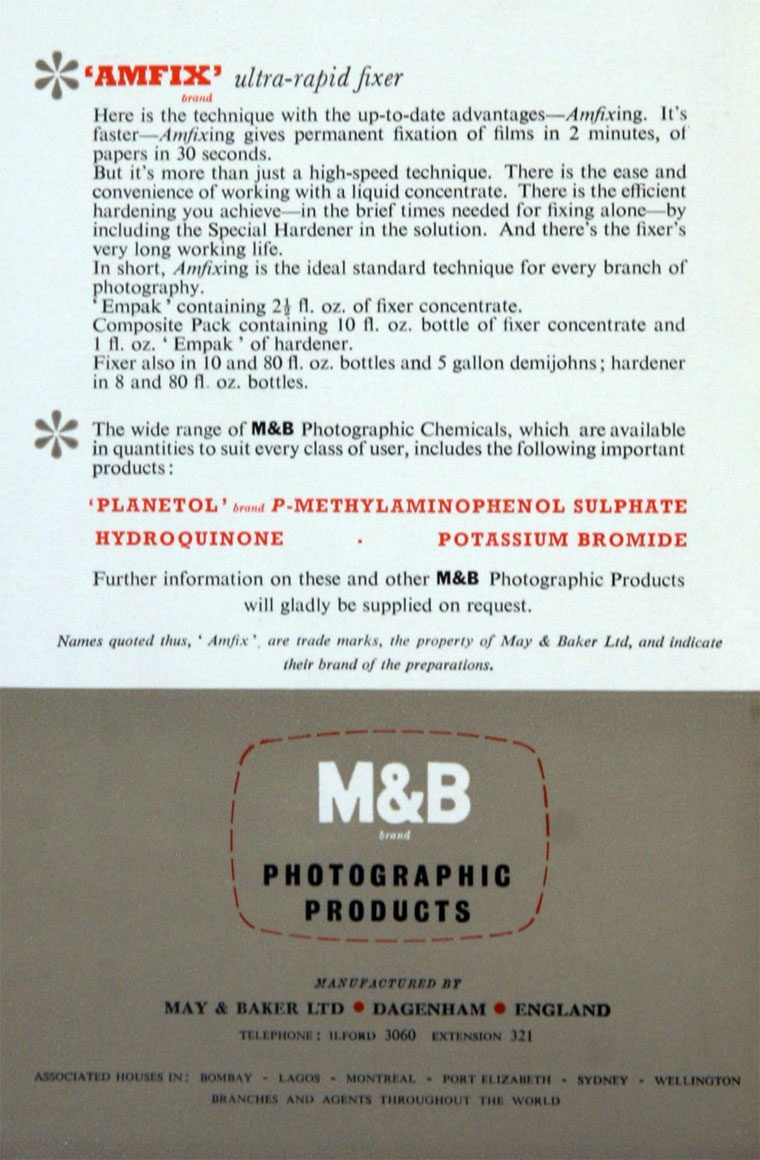 ‘AMFIX’ ultra-rapid fixer
brand
Here is the technique with the up-to-date advantages—Amfixing. It's
faster—Amfixing gives permanent fixation of films in 2 minutes, of
papers in 30 seconds.
But it's more than just a high-speed technique. There is the ease and
convenience of working with a liquid concentrate. There is the efficient
hardening you achieve—in the brief times needed for fixing alone—by
including the Special Hardener in the solution. And there's the fixer's
very long working life.
In short, Amfixing is the ideal standard technique for every branch of
photography.
‘ Empak ’ containing 2½ fl. oz. of fixer concentrate.
Composite Pack containing 10 fl. oz. bottle of fixer concentrate and
1 fl. oz. ‘ Empak ’ of hardener.
Fixer also in 10 and 80 fl. oz. bottles and 5 gallon demijohns; hardener
in 8 and 80 fl. oz. bottles.
The wide range of M&B Photographic Chemicals, which are available
in quantities to suit every class of user, includes the following important
products:
‘PLANETOL’ brand P-METHYLAMINOPHENOL SULPHATE
HYDROQUINONE · POTASSIUM BROMIDE
Further information on these and other M&B Photographic Products
will gladly be supplied on request.
Names quoted thus, ‘ Amfix ’, are trade marks, the property of May & Baker Ltd, and indicate
their brand of the preparations.
M&B
brand
PHOTOGRAPHIC
PRODUCTS
MANUFACTURED BY
MAY & BAKER LTD • DAGENHAM • ENGLAND
TELEPHONE: ILFORD 3060 EXTENSION 321
ASSOCIATED HOUSES IN: BOMBAY - LAGOS - MONTREAL - PORT ELIZABETH - SYDNEY - WELLINGTON
BRANCHES AND AGENTS THROUGHOUT THE WORLD